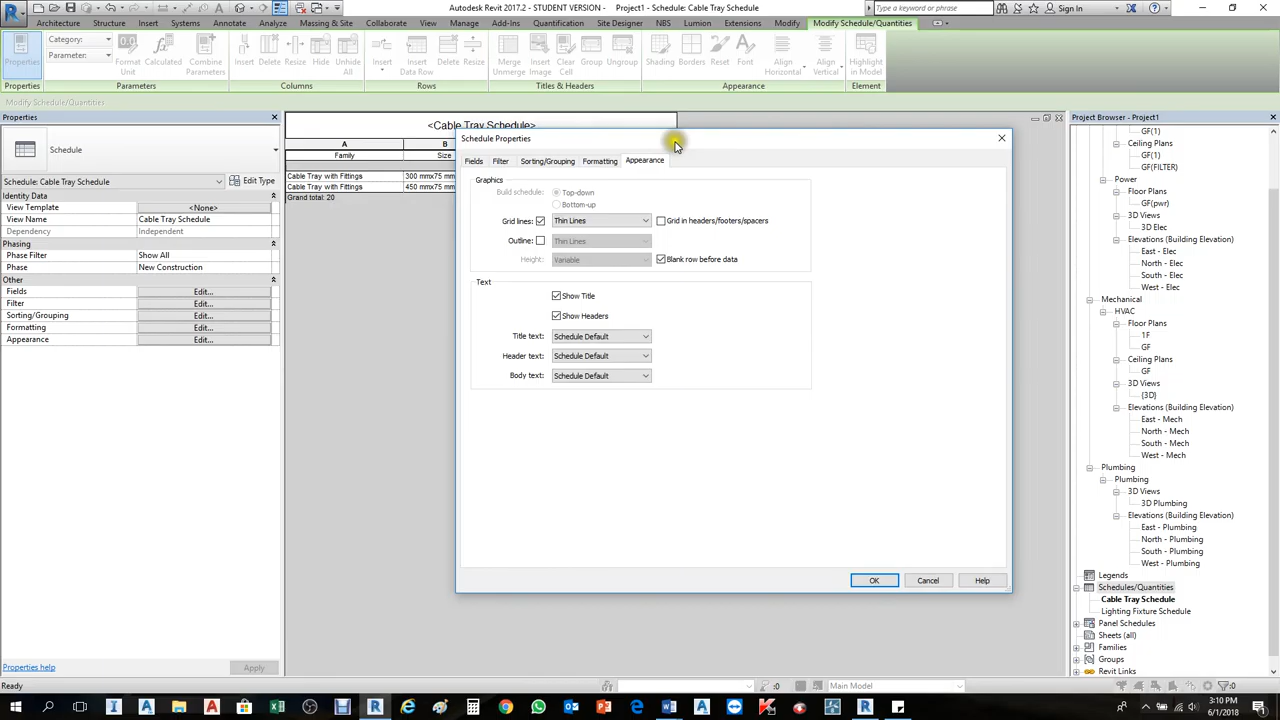 Autodesk Revit 2017.2 - STUDENT VERSION - Project1 - Schedule: Cable Tray Schedule
Type a keyword or phrase
Sign In
Architecture Structure Insert Systems Annotate Analyze Massing & Site Collaborate View Manage Add-Ins Quantification Site Designer NBS Lumion Extensions Modify Modify Schedule/Quantities
Properties
Category:
Parameter:
Format Unit
Calculated
Combine Parameters
Insert
Delete
Resize
Hide
Unhide All
Insert
Insert Data Row
Delete
Resize
Merge Unmerge
Insert Image
Clear Cell
Group
Ungroup
Shading
Borders
Reset
Font
Align Horizontal
Align Vertical
Highlight in Model
Properties Parameters Columns Rows Titles & Headers Appearance Element
Modify Schedule/Quantities
Properties
Schedule
Schedule: Cable Tray Schedule
Edit Type
Identity Data
View Template <None>
View Name Cable Tray Schedule
Dependency Independent
Phasing
Phase Filter Show All
Phase New Construction
Other
Fields Edit...
Filter Edit...
Sorting/Grouping Edit...
Formatting Edit...
Appearance Edit...
Properties help
Apply
<Cable Tray Schedule>
A B
Family Size
Cable Tray with Fittings 300 mmx75 mm
Cable Tray with Fittings 450 mmx75 mm
Grand total: 20
Schedule Properties
Fields Filter Sorting/Grouping Formatting Appearance
Graphics
Build schedule: Top-down
Bottom-up
Grid lines: Thin Lines Grid in headers/footers/spacers
Outline: Thin Lines
Height: Variable Blank row before data
Text
Show Title
Show Headers
Title text: Schedule Default
Header text: Schedule Default
Body text: Schedule Default
OK Cancel Help
Project Browser - Project1
GF(1)
Ceiling Plans
GF(1)
GF(FILTER)
Power
Floor Plans
GF(pwr)
3D Views
3D Elec
Elevations (Building Elevation)
East - Elec
North - Elec
South - Elec
West - Elec
Mechanical
HVAC
Floor Plans
1F
GF
Ceiling Plans
GF
3D Views
{3D}
Elevations (Building Elevation)
East - Mech
North - Mech
South - Mech
West - Mech
Plumbing
Plumbing
3D Views
3D Plumbing
Elevations (Building Elevation)
East - Plumbing
North - Plumbing
South - Plumbing
West - Plumbing
Legends
Schedules/Quantities
Cable Tray Schedule
Lighting Fixture Schedule
Panel Schedules
Sheets (all)
Families
Groups
Revit Links
Ready
:0
Main Model
:0
3:10 PM
6/1/2018